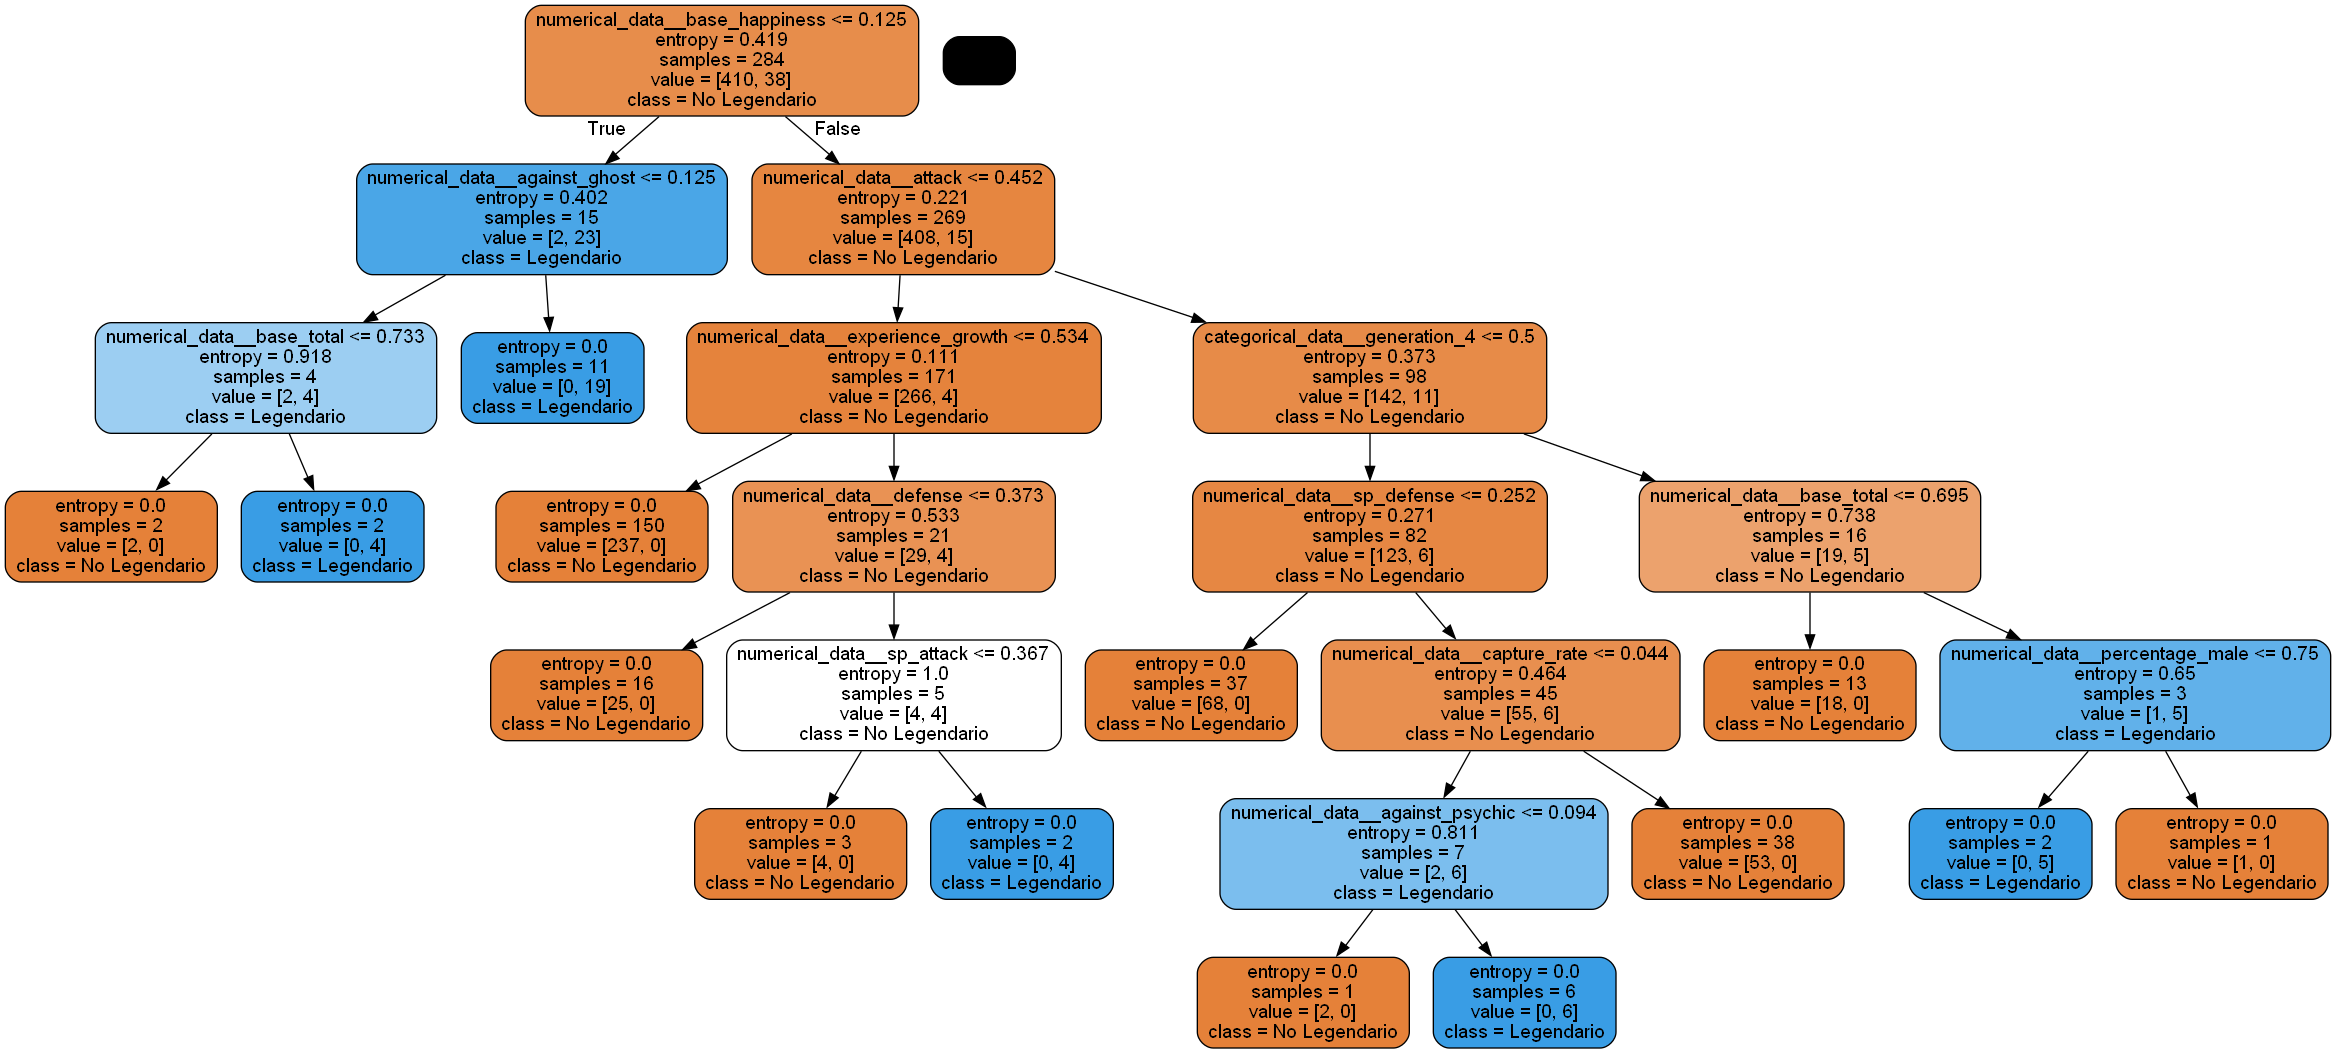 numerical_data__base_happiness <= 0.125
entropy = 0.419
samples = 284
value = [410, 38]
class = No Legendario
True
False
numerical_data__against_ghost <= 0.125
entropy = 0.402
samples = 15
value = [2, 23]
class = Legendario
numerical_data__attack <= 0.452
entropy = 0.221
samples = 269
value = [408, 15]
class = No Legendario
numerical_data__base_total <= 0.733
entropy = 0.918
samples = 4
value = [2, 4]
class = Legendario
entropy = 0.0
samples = 11
value = [0, 19]
class = Legendario
numerical_data__experience_growth <= 0.534
entropy = 0.111
samples = 171
value = [266, 4]
class = No Legendario
categorical_data__generation_4 <= 0.5
entropy = 0.373
samples = 98
value = [142, 11]
class = No Legendario
entropy = 0.0
samples = 2
value = [2, 0]
class = No Legendario
entropy = 0.0
samples = 2
value = [0, 4]
class = Legendario
entropy = 0.0
samples = 150
value = [237, 0]
class = No Legendario
numerical_data__defense <= 0.373
entropy = 0.533
samples = 21
value = [29, 4]
class = No Legendario
numerical_data__sp_defense <= 0.252
entropy = 0.271
samples = 82
value = [123, 6]
class = No Legendario
numerical_data__base_total <= 0.695
entropy = 0.738
samples = 16
value = [19, 5]
class = No Legendario
entropy = 0.0
samples = 16
value = [25, 0]
class = No Legendario
numerical_data__sp_attack <= 0.367
entropy = 1.0
samples = 5
value = [4, 4]
class = No Legendario
entropy = 0.0
samples = 37
value = [68, 0]
class = No Legendario
numerical_data__capture_rate <= 0.044
entropy = 0.464
samples = 45
value = [55, 6]
class = No Legendario
entropy = 0.0
samples = 13
value = [18, 0]
class = No Legendario
numerical_data__percentage_male <= 0.75
entropy = 0.65
samples = 3
value = [1, 5]
class = Legendario
entropy = 0.0
samples = 3
value = [4, 0]
class = No Legendario
entropy = 0.0
samples = 2
value = [0, 4]
class = Legendario
numerical_data__against_psychic <= 0.094
entropy = 0.811
samples = 7
value = [2, 6]
class = Legendario
entropy = 0.0
samples = 38
value = [53, 0]
class = No Legendario
entropy = 0.0
samples = 2
value = [0, 5]
class = Legendario
entropy = 0.0
samples = 1
value = [1, 0]
class = No Legendario
entropy = 0.0
samples = 1
value = [2, 0]
class = No Legendario
entropy = 0.0
samples = 6
value = [0, 6]
class = Legendario